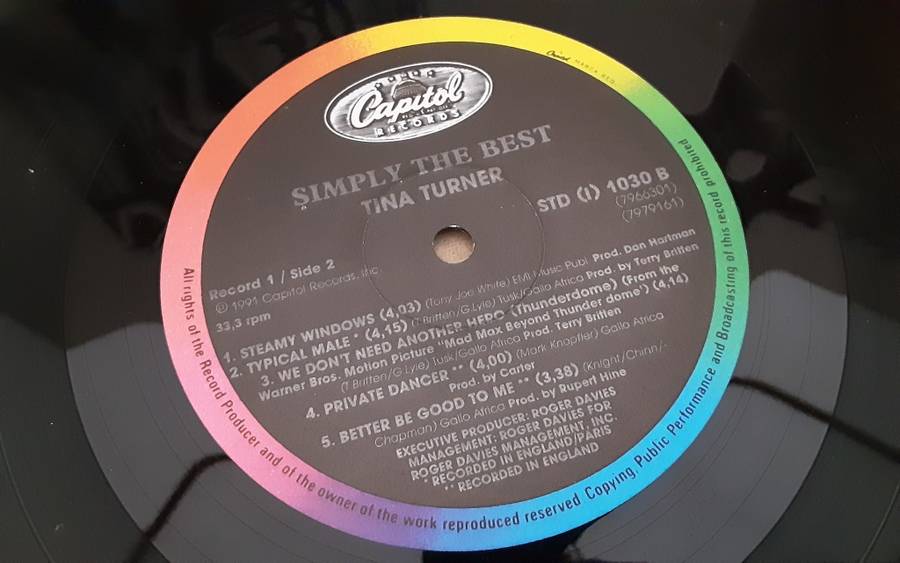 Capitol
RECORDS
Capitol MARCA REG.
SIMPLY THE BEST
TINA TURNER
STD (I) 1030 B
(7966301)
(7979161)
Record 1 / Side 2
© 1991 Capitol Records, Inc.
33,3 rpm
1. STEAMY WINDOWS (4,03) (Tony Joe White) EMI Music Publ Prod. Dan Hartman
2. TYPICAL MALE * (4,15) (T Britten/G.Lyle) Tusk/Gallo Africa Prod. by Terry Britten
3. WE DON'T NEED ANOTHER HERO (Thunderdome) (From the
Warner Bros. Motion Picture "Mad Max Beyond Thunder dome') (4,14)
(T Britten/G.Lyle) Tusk/Gallo Africa Prod. Terry Britten
4. PRIVATE DANCER ** (4,00) (Mark Knopfler) Gallo Africa
Prod. by Carter
5. BETTER BE GOOD TO ME ** (3,38) (Knight/Chinn/-
Chapman) Gallo Africa Prod. by Rupert Hine
EXECUTIVE PRODUCER: ROGER DAVIES
MANAGEMENT: ROGER DAVIES FOR
ROGER DAVIES MANAGEMENT, INC.
* RECORDED IN ENGLAND/PARIS
** RECORDED IN ENGLAND
All rights of the Record Producer and of the owner of the work reproduced reserved Copying, Public Performance and Broadcasting of this record prohibited